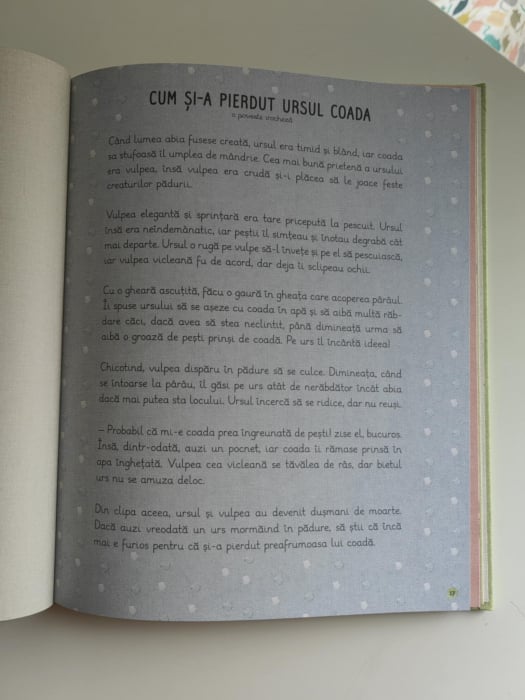 CUM ȘI-A PIERDUT URSUL COADA
o poveste irocheză
Când lumea abia fusese creată, ursul era timid și blând, iar coada
sa stufoasă îl umplea de mândrie. Cea mai bună prietenă a ursului
era vulpea, însă vulpea era crudă și-i plăcea să le joace feste
creaturilor pădurii.
Vulpea elegantă și sprințară era tare pricepută la pescuit. Ursul
însă era neîndemânatic, iar peștii îl simțeau și înotau degrabă cât
mai departe. Ursul o rugă pe vulpe să-l învețe și pe el să pescuiască,
iar vulpea vicleană fu de acord, dar deja îi sclipeau ochii.
Cu o gheară ascuțită, făcu o gaură în gheața care acoperea pârâul.
Îi spuse ursului să se așeze cu coada în apă și să aibă multă răb-
dare căci, dacă avea să stea neclintit, până dimineață urma să
aibă o groază de pești prinși de coadă. Pe urs îl încântă ideea!
Chicotind, vulpea dispăru în pădure să se culce. Dimineața, când
se întoarse la pârâu, îl găsi pe urs atât de nerăbdător încât abia
dacă mai putea sta locului. Ursul încercă să se ridice, dar nu reuși.
– Probabil că mi-e coada prea îngreunată de pești! zise el, bucuros.
Însă, dintr-odată, auzi un pocnet, iar coada îi rămase prinsă în
apa înghețată. Vulpea cea vicleană se tăvălea de râs, dar bietul
urs nu se amuza deloc.
Din clipa aceea, ursul și vulpea au devenit dușmani de moarte.
Dacă auzi vreodată un urs mormăind în pădure, să știi că încă
mai e furios pentru că și-a pierdut preafrumoasa lui coadă.